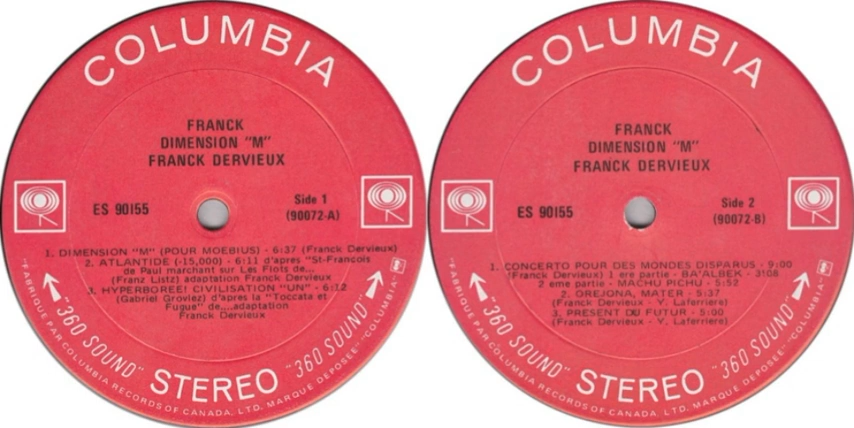 COLUMBIA
FRANCK
DIMENSION "M"
FRANCK DERVIEUX
ES 90155
Side 1
(90072-A)
1. DIMENSION "M" (POUR MOEBIUS) - 6:37 (Franck Dervieux)
2. ATLANTIDE (-15,000) - 6:11 d'apres "St-Francois
de Paul marchant sur Les Flots de...
(Franz Listz) adaptation Franck Dervieux
3. HYPERBOREE! CIVILISATION "UN" - 6:12
(Gabriel Grovlez) d'apres la "Toccata et
Fugue" de....adaptation
Franck Dervieux
"360 SOUND" STEREO "360 SOUND"
"FABRIQUE PAR COLUMBIA RECORDS OF CANADA, LTD. MARQUE DEPOSEE "COLUMBIA"
COLUMBIA
FRANCK
DIMENSION "M"
FRANCK DERVIEUX
ES 90155
Side 2
(90072-B)
1. CONCERTO POUR DES MONDES DISPARUS - 9:00
(Franck Dervieux) 1 ere partie - BA'ALBEK - 3:08
2 eme partie - MACHU PICHU - 5:52
2. OREJONA, MATER - 5:37
(Franck Dervieux - Y. Laferriere)
3. PRESENT DU FUTUR - 5:00
(Franck Dervieux - Y. Laferriere)
"360 SOUND" STEREO "360 SOUND"
"FABRIQUE PAR COLUMBIA RECORDS OF CANADA, LTD. MARQUE DEPOSEE "COLUMBIA"